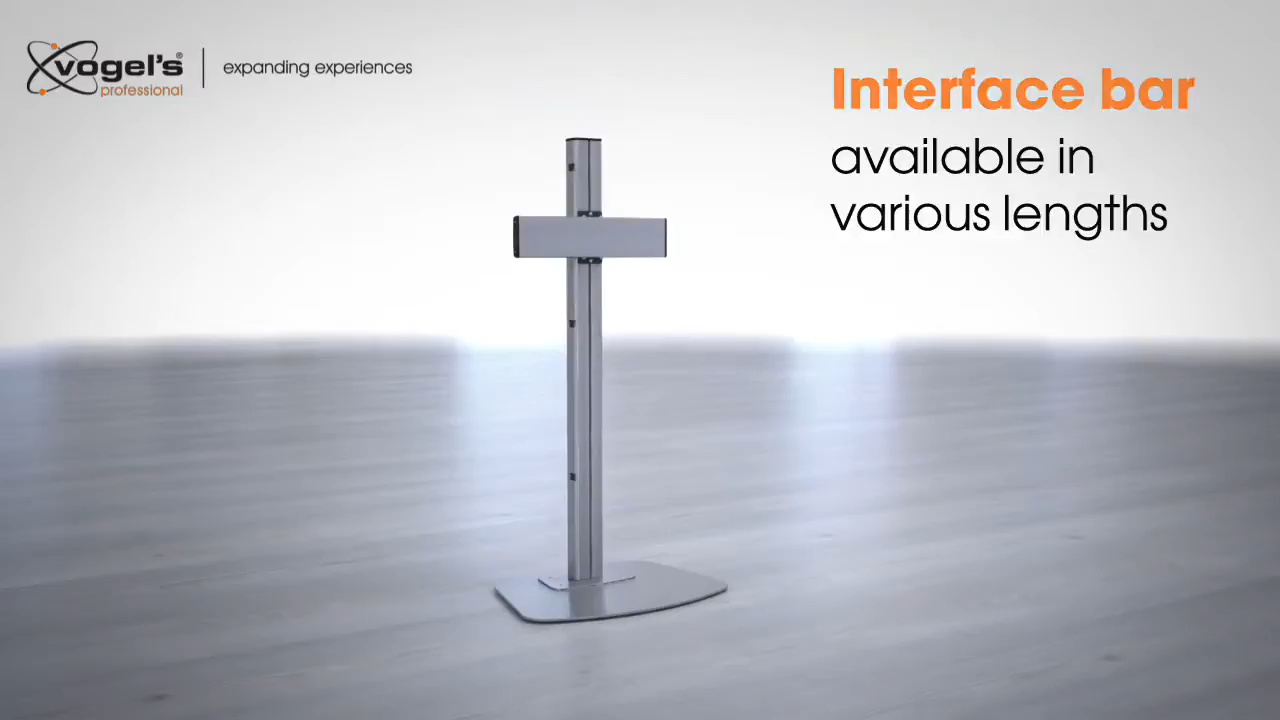 vogel's®
professional
expanding experiences
Interface bar
available in
various lengths